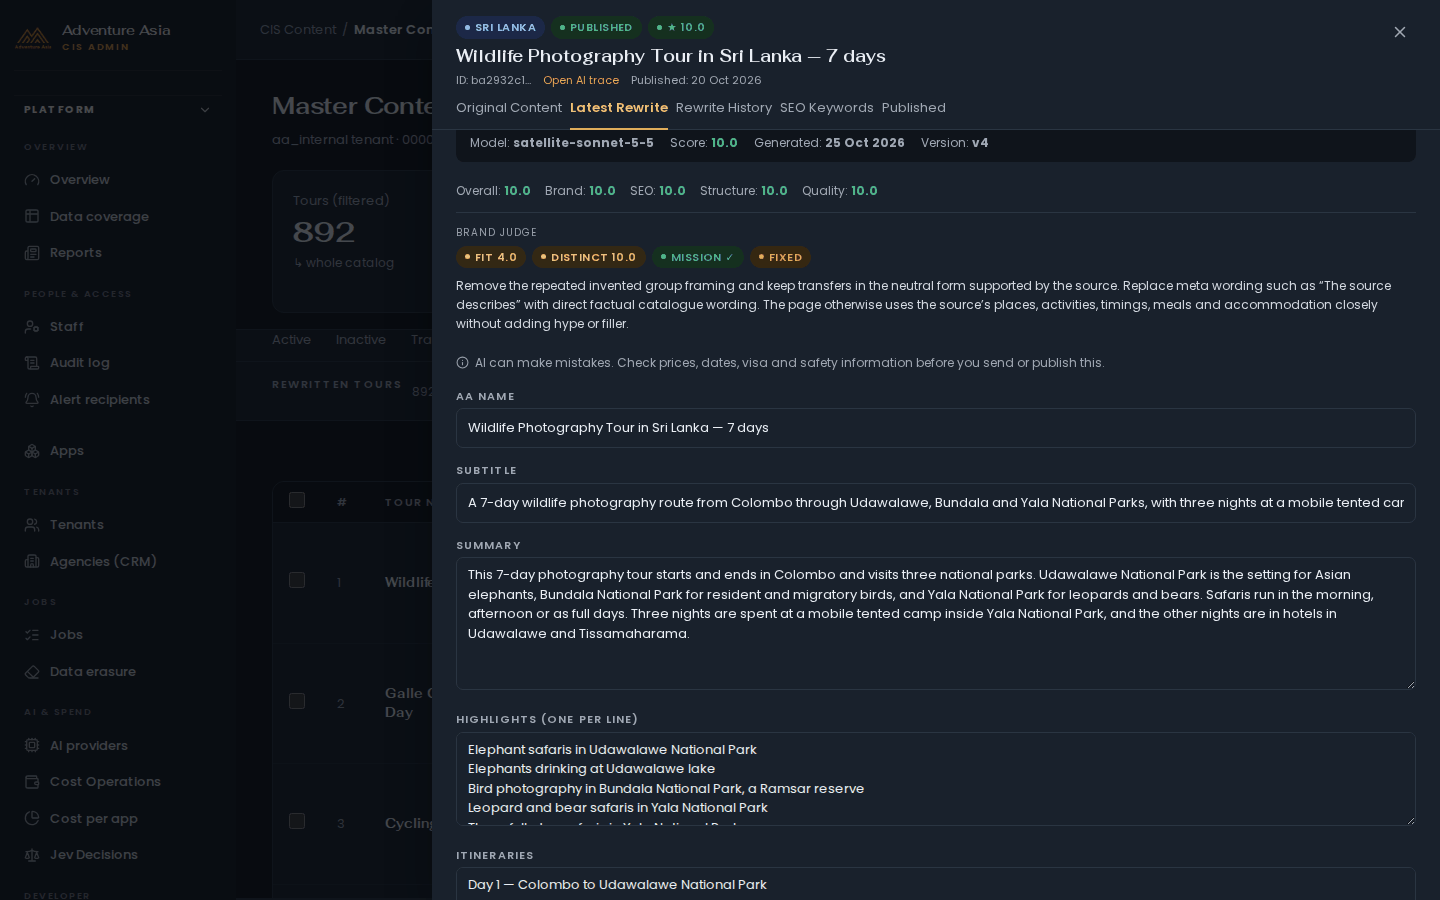 Adventure Asia
CIS ADMIN
PLATFORM
OVERVIEW
Overview
Data coverage
Reports
PEOPLE & ACCESS
Staff
Audit log
Alert recipients
Apps
TENANTS
Tenants
Agencies (CRM)
JOBS
Jobs
Data erasure
AI & SPEND
AI providers
Cost Operations
Cost per app
Jev Decisions
DEVELOPER
CIS Content / Master Con
Master Conte
aa_internal tenant · 0000
Tours (filtered)
892
↳ whole catalog
Active Inactive Tra
REWRITTEN TOURS 892
# TOUR N
1 Wildlife
2 Galle
Day
3 Cycling
SRI LANKA PUBLISHED ★ 10.0
Wildlife Photography Tour in Sri Lanka — 7 days
ID: ba2932c1… Open AI trace Published: 20 Oct 2026
Original Content Latest Rewrite Rewrite History SEO Keywords Published
Model: satellite-sonnet-5-5 Score: 10.0 Generated: 25 Oct 2026 Version: v4
Overall: 10.0 Brand: 10.0 SEO: 10.0 Structure: 10.0 Quality: 10.0
BRAND JUDGE
FIT 4.0 DISTINCT 10.0 MISSION ✓ FIXED
Remove the repeated invented group framing and keep transfers in the neutral form supported by the source. Replace meta wording such as “The source
describes” with direct factual catalogue wording. The page otherwise uses the source’s places, activities, timings, meals and accommodation closely
without adding hype or filler.
AI can make mistakes. Check prices, dates, visa and safety information before you send or publish this.
AA NAME
Wildlife Photography Tour in Sri Lanka — 7 days
SUBTITLE
A 7-day wildlife photography route from Colombo through Udawalawe, Bundala and Yala National Parks, with three nights at a mobile tented car
SUMMARY
This 7-day photography tour starts and ends in Colombo and visits three national parks. Udawalawe National Park is the setting for Asian
elephants, Bundala National Park for resident and migratory birds, and Yala National Park for leopards and bears. Safaris run in the morning,
afternoon or as full days. Three nights are spent at a mobile tented camp inside Yala National Park, and the other nights are in hotels in
Udawalawe and Tissamaharama.
HIGHLIGHTS (ONE PER LINE)
Elephant safaris in Udawalawe National Park
Elephants drinking at Udawalawe lake
Bird photography in Bundala National Park, a Ramsar reserve
Leopard and bear safaris in Yala National Park
ITINERARIES
Day 1 — Colombo to Udawalawe National Park